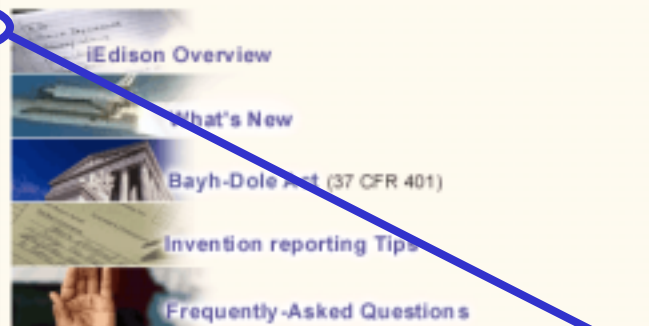 iEdison Overview
What's New
Bayh-Dole Act (37 CFR 401)
Invention reporting Tips
Frequently-Asked Questions